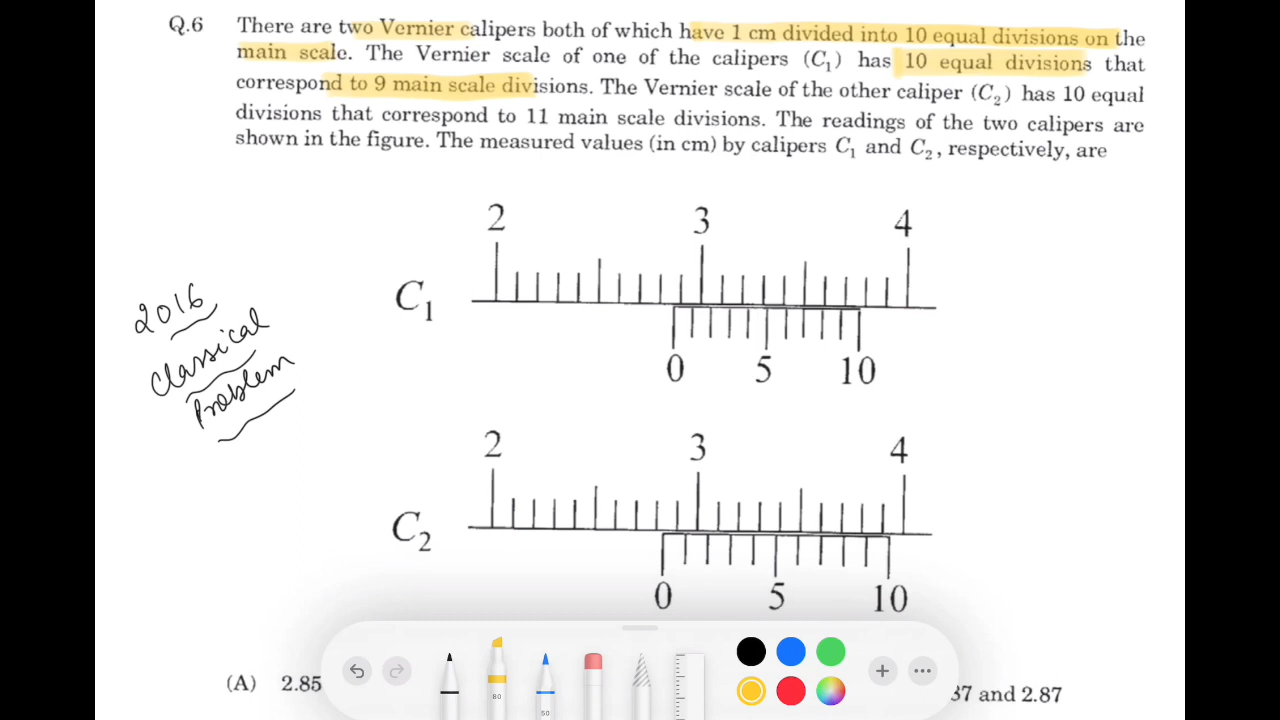 Q.6 There are two Vernier calipers both of which have 1 cm divided into 10 equal divisions on the
main scale. The Vernier scale of one of the calipers (C₁) has 10 equal divisions that
correspond to 9 main scale divisions. The Vernier scale of the other caliper (C₂) has 10 equal
divisions that correspond to 11 main scale divisions. The readings of the two calipers are
shown in the figure. The measured values (in cm) by calipers C₁ and C₂, respectively, are
2 3 4
C₁
0 5 10
2016
classical
Problem
2 3 4
C₂
0 5 10
(A) 2.85
37 and 2.87
80
50